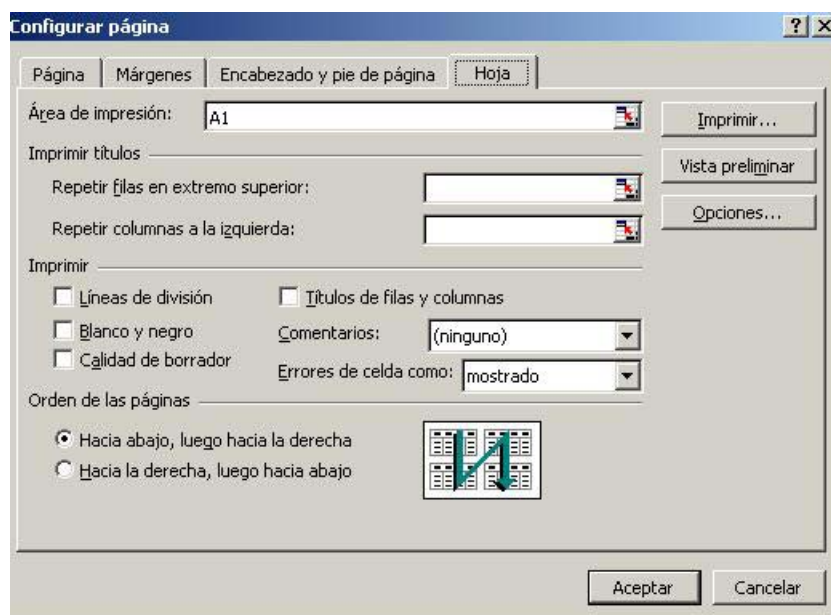 Configurar página
Página Márgenes Encabezado y pie de página Hoja
Área de impresión: A1
Imprimir...
Imprimir títulos
Vista preliminar
Repetir filas en extremo superior:
Opciones...
Repetir columnas a la izquierda:
Imprimir
Líneas de división Títulos de filas y columnas
Blanco y negro Comentarios: (ninguno)
Calidad de borrador
Errores de celda como: mostrado
Orden de las páginas
Hacia abajo, luego hacia la derecha
Hacia la derecha, luego hacia abajo
Aceptar Cancelar